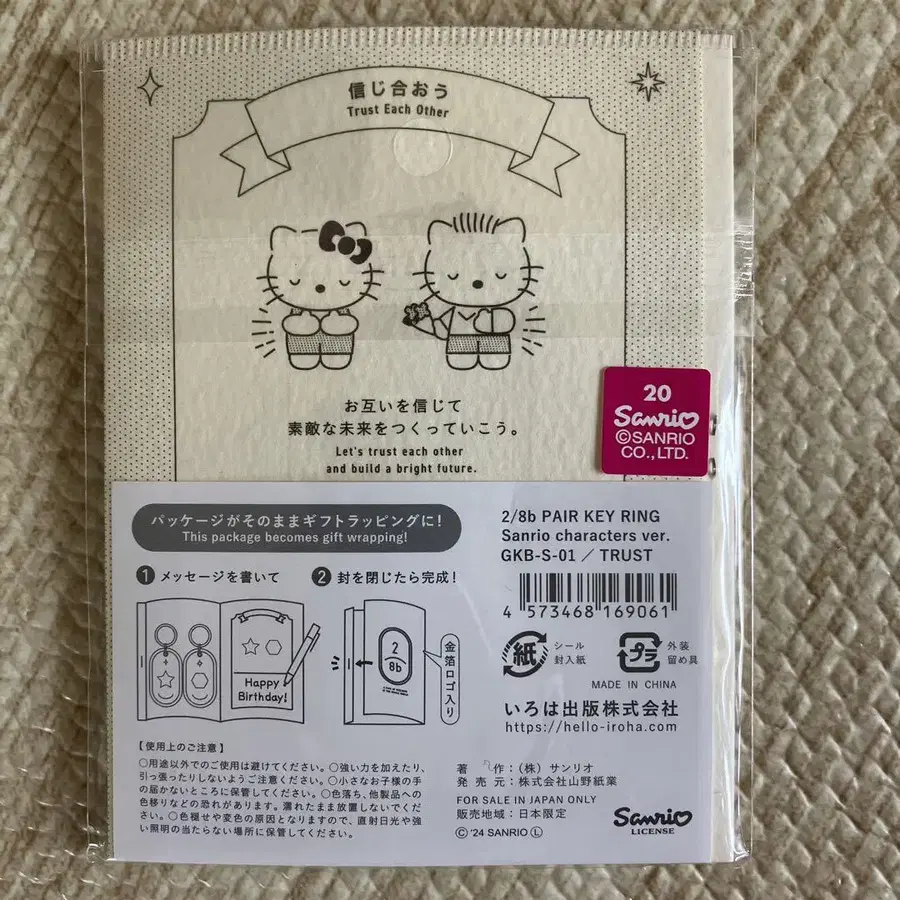 信じ合おう
Trust Each Other
お互いを信じて
素敵な未来をつくっていこう。
Let's trust each other
and build a bright future.
20
Sanrio
©SANRIO
CO.,LTD.
パッケージがそのままギフトラッピングに！
This package becomes gift wrapping!
1 メッセージを書いて
2 封を閉じたら完成！
Happy
Birthday!
2
8b
金箔ロゴ入り
【使用上のご注意】
○用途以外でのご使用は避けてください。○強い力を加えたり、
引っ張ったりしないようご注意ください。○小さなお子様の手
の届かないところに保管してください。○色落ち、他製品への
色移りなどの恐れがあります。濡れたまま放置しないでくだ
さい。○色褪せや変色の原因となりますので、直射日光や強
い照明の当たらない場所に保管してください。
2/8b PAIR KEY RING
Sanrio characters ver.
GKB-S-01／TRUST
4 573468 169061
紙
シール
封入紙
プラ
外装
留め具
MADE IN CHINA
いろは出版株式会社
https://hello-iroha.com/
著　作：（株）サンリオ
発 売 元：株式会社山野紙業
FOR SALE IN JAPAN ONLY
販売地域：日本限定
©'24 SANRIO Ⓛ
Sanrio
LICENSE